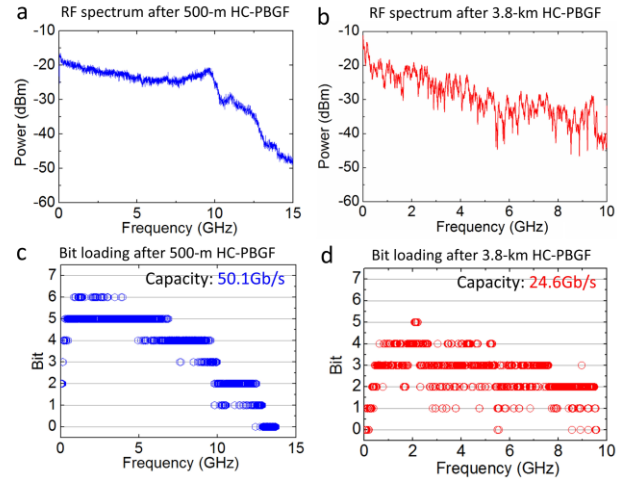 a
RF spectrum after 500-m HC-PBGF
-10
-20
-30
-40
-50
-60
Power (dBm)
0
5
10
15
Frequency (GHz)
b
RF spectrum after 3.8-km HC-PBGF
-10
-20
-30
-40
-50
-60
Power (dBm)
0
2
4
6
8
10
Frequency (GHz)
c
Bit loading after 500-m HC-PBGF
Capacity: 50.1Gb/s
7
6
5
4
3
2
1
0
Bit
0
5
10
15
Frequency (GHz)
d
Bit loading after 3.8-km HC-PBGF
Capacity: 24.6Gb/s
7
6
5
4
3
2
1
0
Bit
0
2
4
6
8
10
Frequency (GHz)